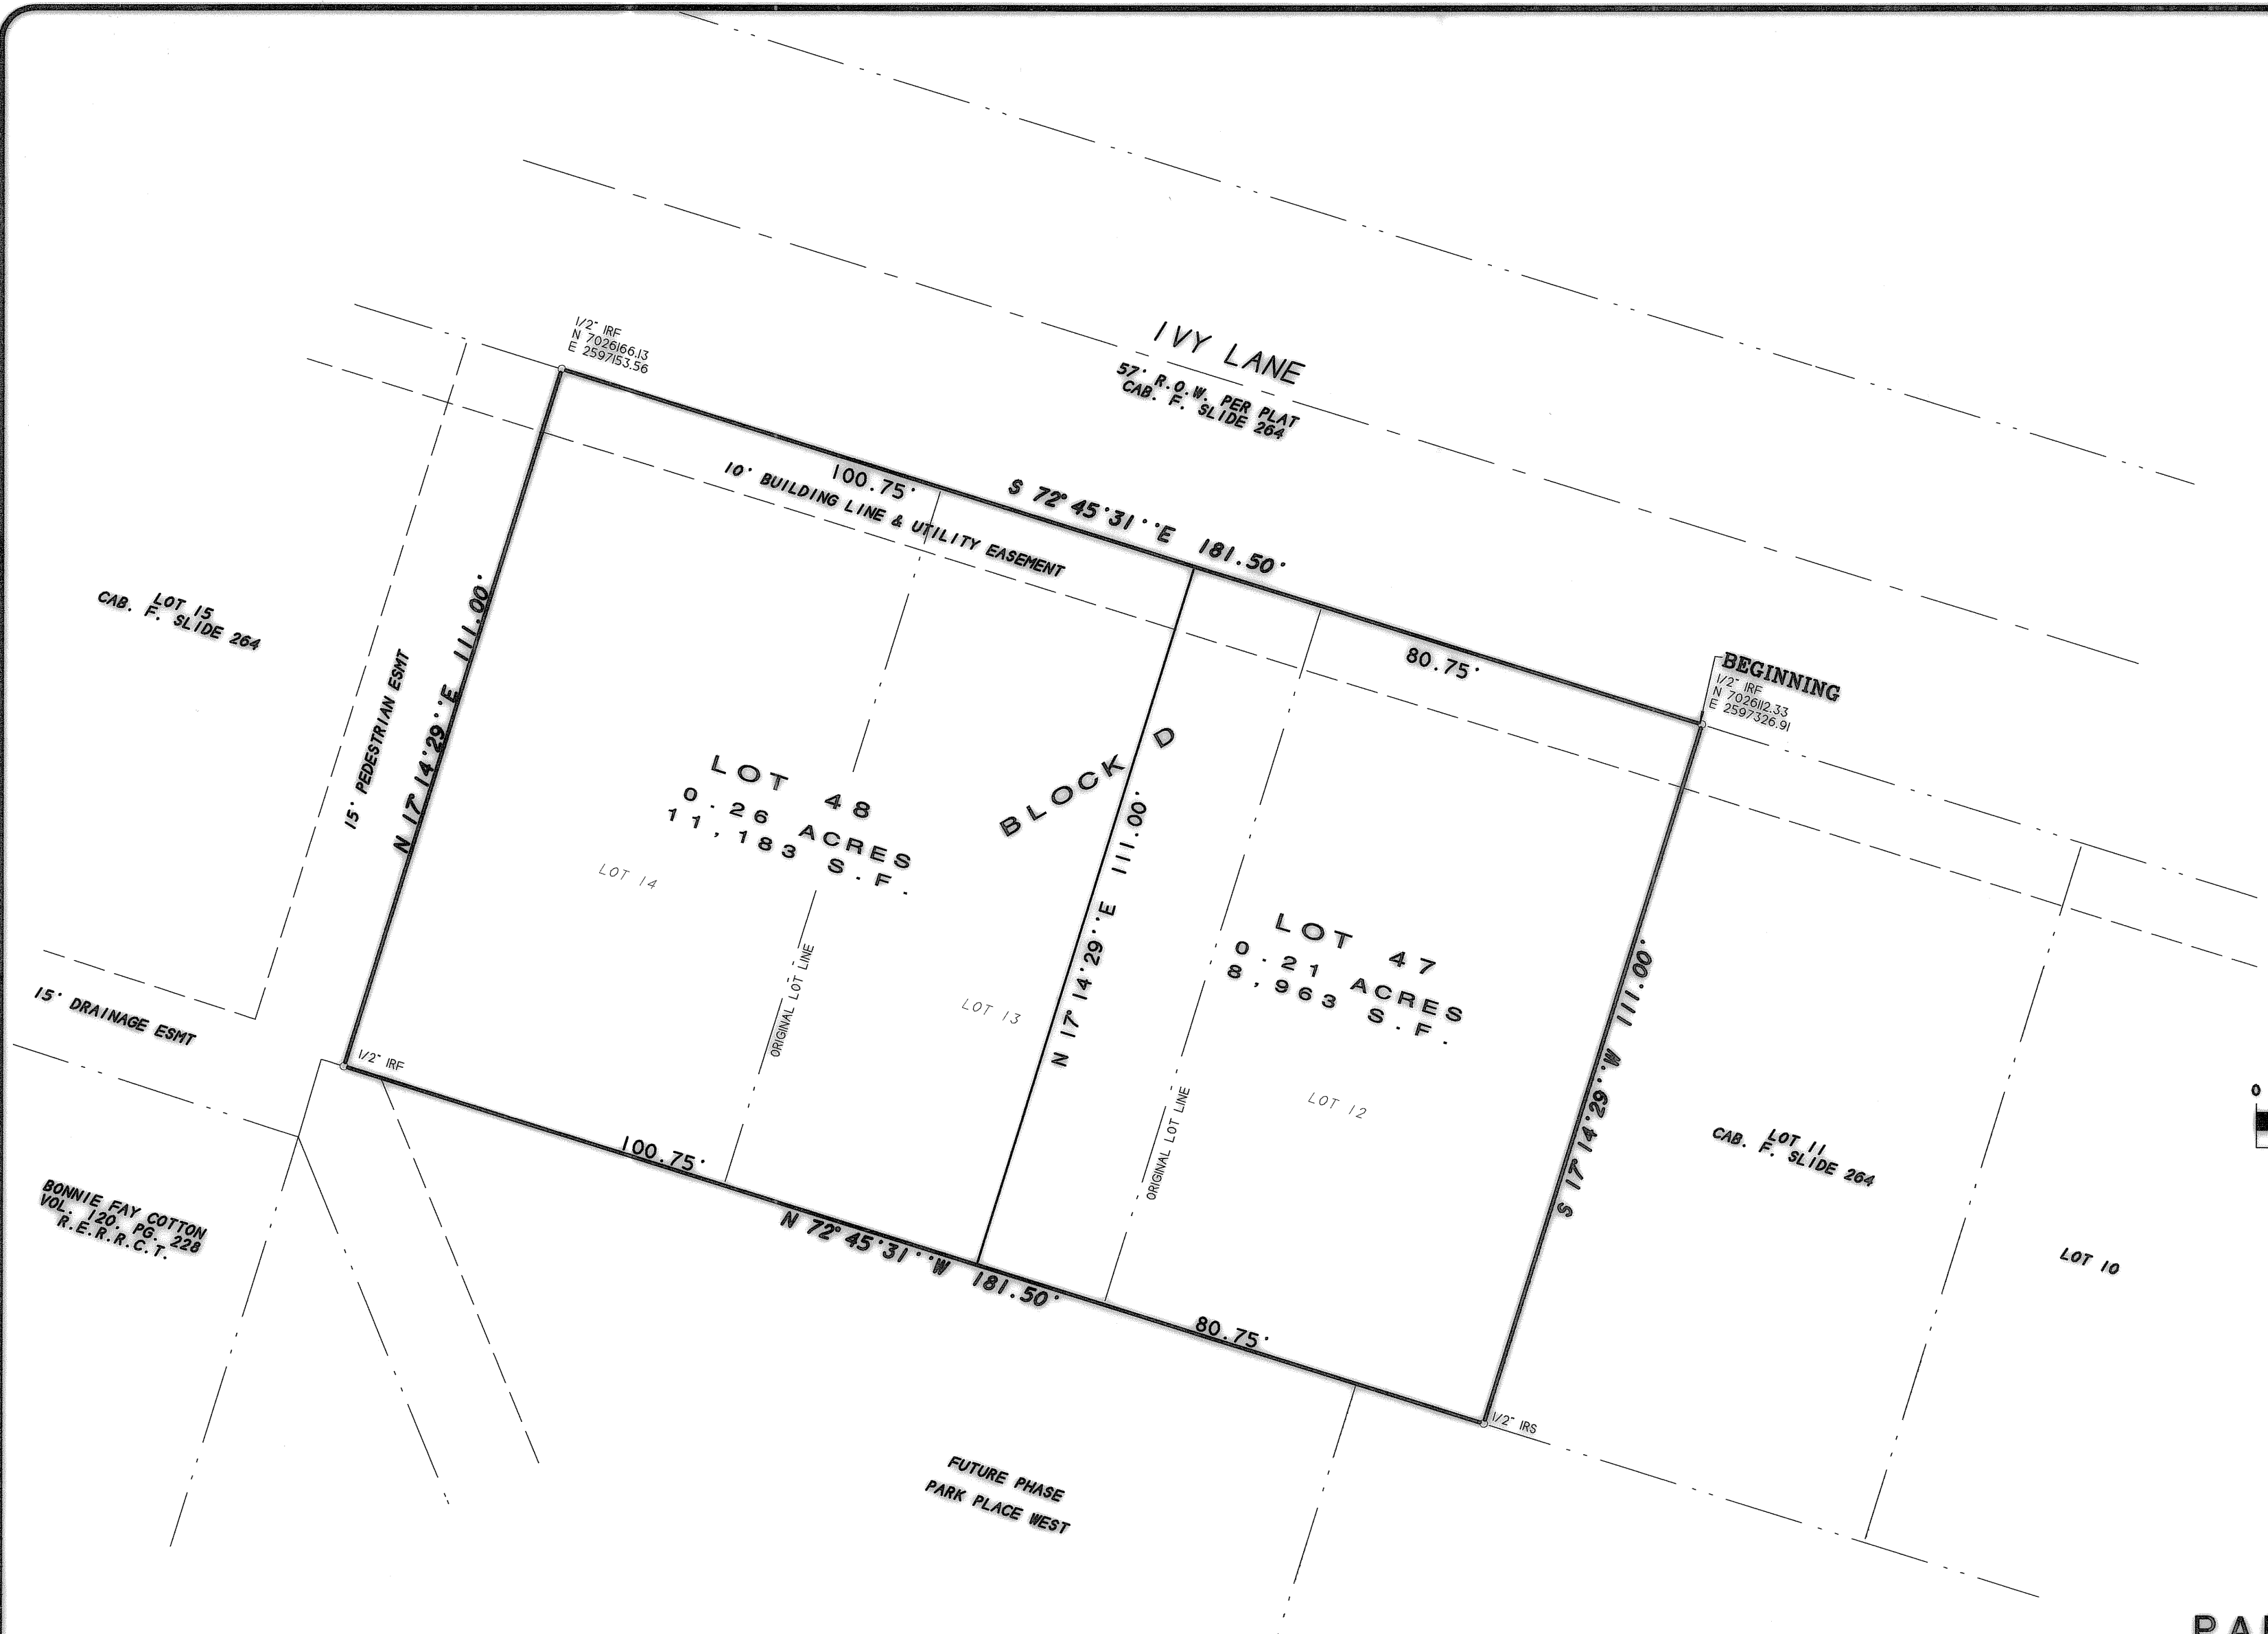 1/2" IRF
N 7026166.13
E 2597153.56
IVY LANE
57' R.O.W. PER PLAT
CAB. F. SLIDE 264
100.75'
10' BUILDING LINE & UTILITY EASEMENT
S 72°45'31''E 181.50'
80.75'
BEGINNING
1/2" IRF
N 7026112.33
E 2597326.91
LOT 15
CAB. F. SLIDE 264
15' PEDESTRIAN ESMT
N 17°14'29''E 111.00'
LOT 48
0.26 ACRES
11,183 S.F.
LOT 14
BLOCK D
N 17°14'29''E 111.00'
LOT 47
0.21 ACRES
8,963 S.F.
ORIGINAL LOT LINE
LOT 13
ORIGINAL LOT LINE
LOT 12
S 17°14'29''W 111.00'
LOT 11
CAB. F. SLIDE 264
LOT 10
0
15' DRAINAGE ESMT
1/2" IRF
100.75'
N 72°45'31''W 181.50'
80.75'
1/2" IRS
BONNIE FAY COTTON
VOL. 120, PG. 228
R.E.R.R.C.T.
FUTURE PHASE
PARK PLACE WEST